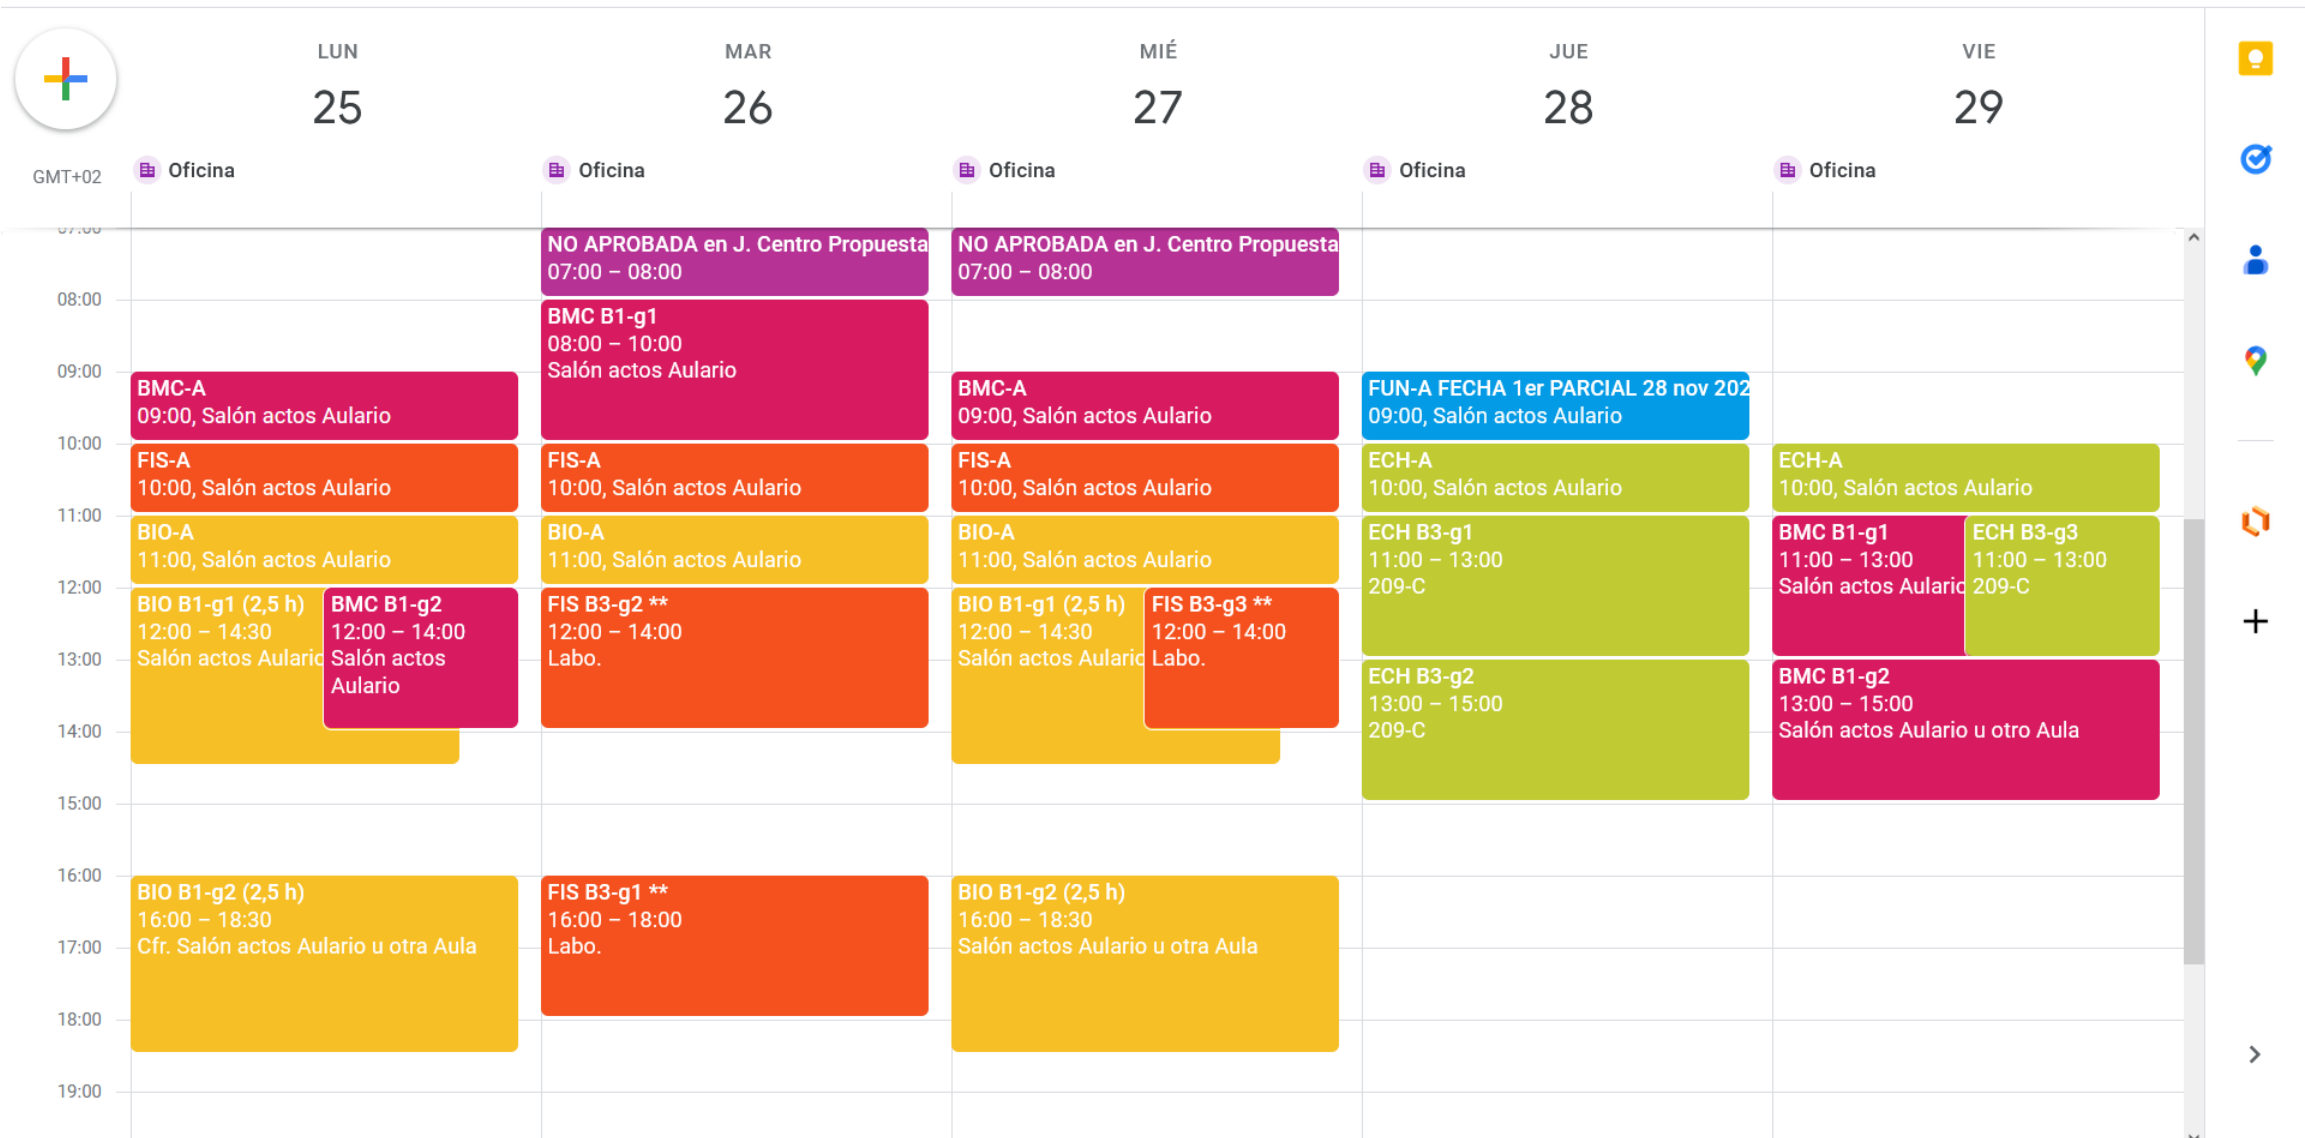 LUN
25
MAR
26
MIÉ
27
JUE
28
VIE
29
GMT+02
Oficina
Oficina
Oficina
Oficina
Oficina
07:00
08:00
09:00
10:00
11:00
12:00
13:00
14:00
15:00
16:00
17:00
18:00
19:00
BMC-A
09:00, Salón actos Aulario
FIS-A
10:00, Salón actos Aulario
BIO-A
11:00, Salón actos Aulario
BIO B1-g1 (2,5 h)
12:00 – 14:30
Salón actos Aulario
BMC B1-g2
12:00 – 14:00
Salón actos
Aulario
BIO B1-g2 (2,5 h)
16:00 – 18:30
Cfr. Salón actos Aulario u otra Aula
NO APROBADA en J. Centro Propuesta
07:00 – 08:00
BMC B1-g1
08:00 – 10:00
Salón actos Aulario
FIS-A
10:00, Salón actos Aulario
BIO-A
11:00, Salón actos Aulario
FIS B3-g2 **
12:00 – 14:00
Labo.
FIS B3-g1 **
16:00 – 18:00
Labo.
NO APROBADA en J. Centro Propuesta
07:00 – 08:00
BMC-A
09:00, Salón actos Aulario
FIS-A
10:00, Salón actos Aulario
BIO-A
11:00, Salón actos Aulario
BIO B1-g1 (2,5 h)
12:00 – 14:30
Salón actos Aulario
FIS B3-g3 **
12:00 – 14:00
Labo.
BIO B1-g2 (2,5 h)
16:00 – 18:30
Salón actos Aulario u otra Aula
FUN-A FECHA 1er PARCIAL 28 nov 202
09:00, Salón actos Aulario
ECH-A
10:00, Salón actos Aulario
ECH B3-g1
11:00 – 13:00
209-C
ECH B3-g2
13:00 – 15:00
209-C
ECH-A
10:00, Salón actos Aulario
BMC B1-g1
11:00 – 13:00
Salón actos Aulario
ECH B3-g3
11:00 – 13:00
209-C
BMC B1-g2
13:00 – 15:00
Salón actos Aulario u otro Aula